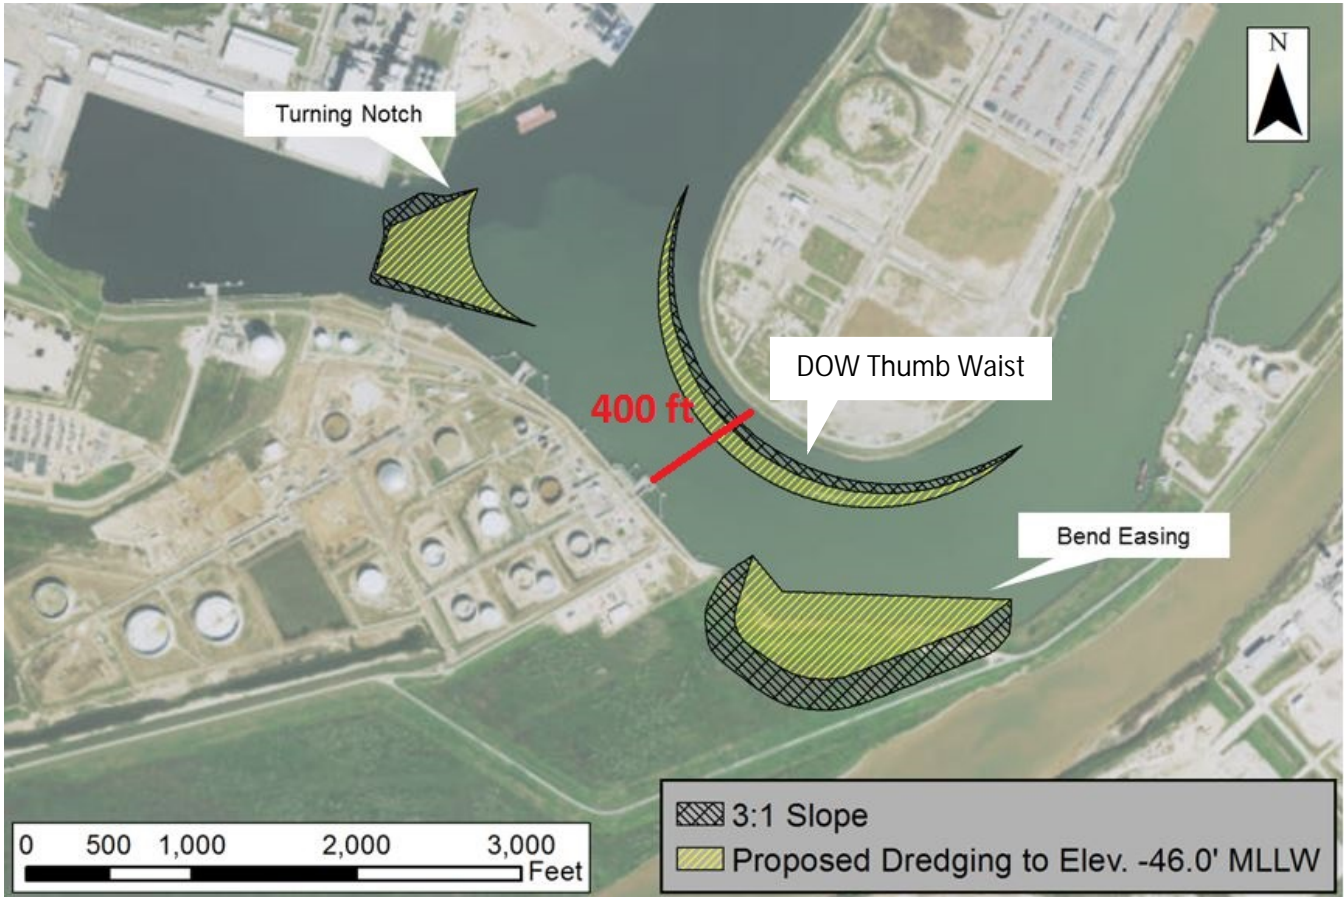 N
Turning Notch
DOW Thumb Waist
400 ft
Bend Easing
3:1 Slope
Proposed Dredging to Elev. -46.0' MLLW
0 500 1,000 2,000 3,000
Feet